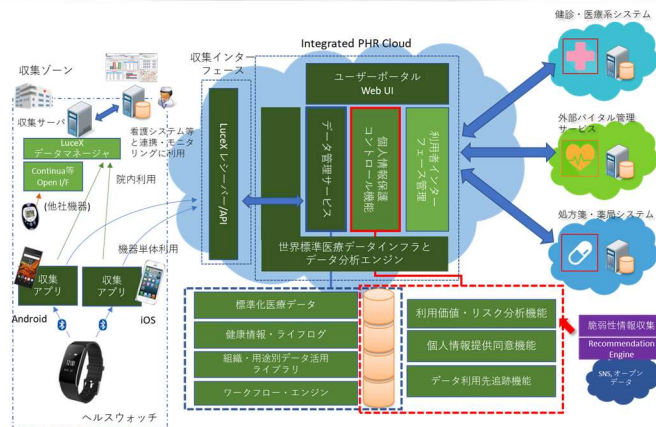 健診・医療系システム
Integrated PHR Cloud
収集ゾーン
収集インター
フェース
ユーザーポータル
Web UI
収集サーバ
看護システム等
と連携・モニタ
リングに利用
LuceX
データマネージャ
Continua等
Open I/F
(他社機器)
院内利用
機器単体利用
LuceX レシーバー/API
データ管理サービス
個人情報保護
コントロール機能
利用者インター
フェース管理
外部バイタル管理
サービス
世界標準医療データインフラと
データ分析エンジン
処方箋・薬局システム
収集
アプリ
収集
アプリ
Android
iOS
標準化医療データ
健康情報・ライフログ
組織・用途別データ活用
ライブラリ
ワークフロー・エンジン
利用価値・リスク分析機能
個人情報提供同意機能
データ利用先追跡機能
脆弱性情報収集
Recommendation
Engine
SNS, オープン
データ
ヘルスウォッチ